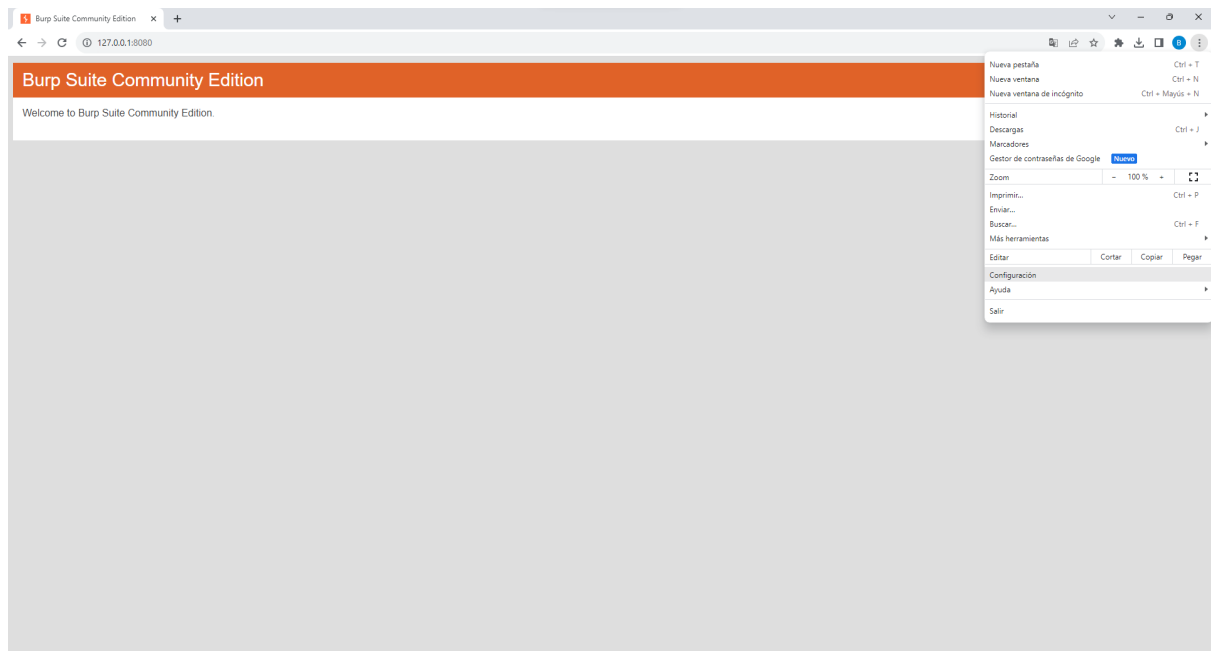 Burp Suite Community Edition
127.0.0.1:8080
Burp Suite Community Edition
Welcome to Burp Suite Community Edition.
Nueva pestaña Ctrl + T
Nueva ventana Ctrl + N
Nueva ventana de incógnito Ctrl + Mayús + N
Historial
Descargas Ctrl + J
Marcadores
Gestor de contraseñas de Google Nuevo
Zoom - 100 % +
Imprimir... Ctrl + P
Enviar...
Buscar... Ctrl + F
Más herramientas
Editar Cortar Copiar Pegar
Configuración
Ayuda
Salir
B